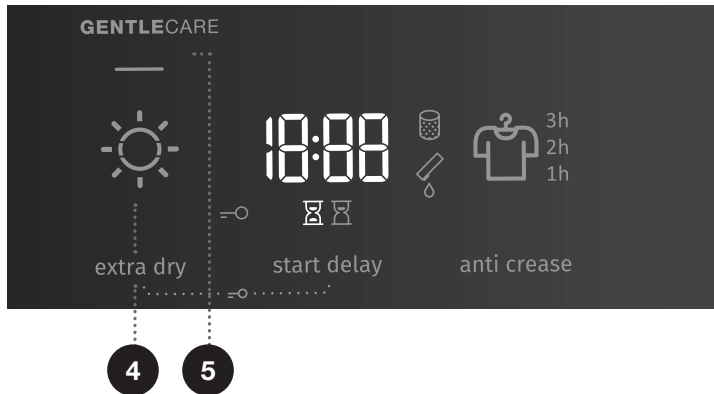 GENTLECARE
18:88
3h
2h
1h
extra dry
start delay
anti crease
4
5